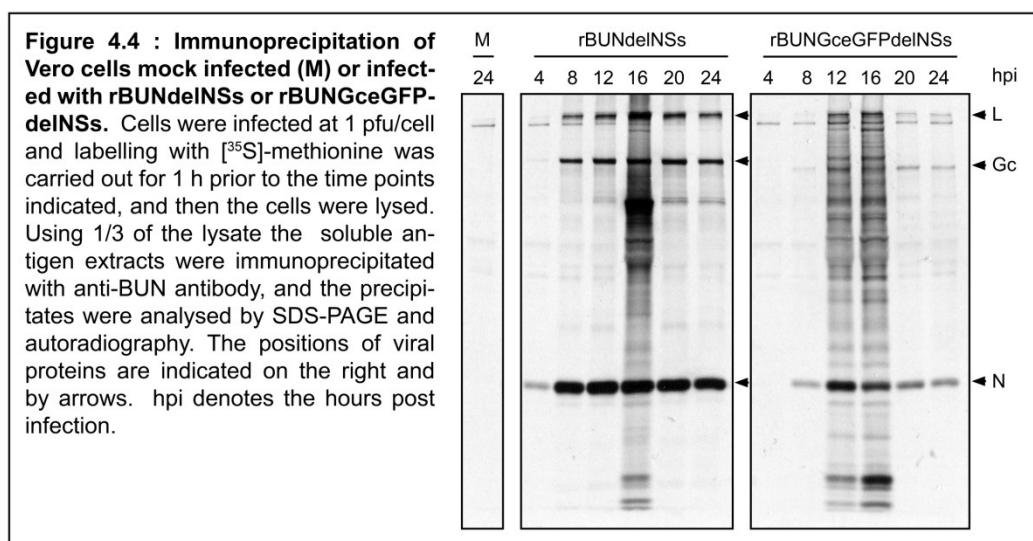 Figure 4.4 : Immunoprecipitation of
Vero cells mock infected (M) or infect-
ed with rBUNdelNSs or rBUNGceGFP-
delNSs. Cells were infected at 1 pfu/cell
and labelling with [³⁵S]-methionine was
carried out for 1 h prior to the time points
indicated, and then the cells were lysed.
Using 1/3 of the lysate the soluble an-
tigen extracts were immunoprecipitated
with anti-BUN antibody, and the precipi-
tates were analysed by SDS-PAGE and
autoradiography. The positions of viral
proteins are indicated on the right and
by arrows. hpi denotes the hours post
infection.
M rBUNdelNSs rBUNGceGFPdelNSs
24 4 8 12 16 20 24 4 8 12 16 20 24 hpi
L
Gc
N